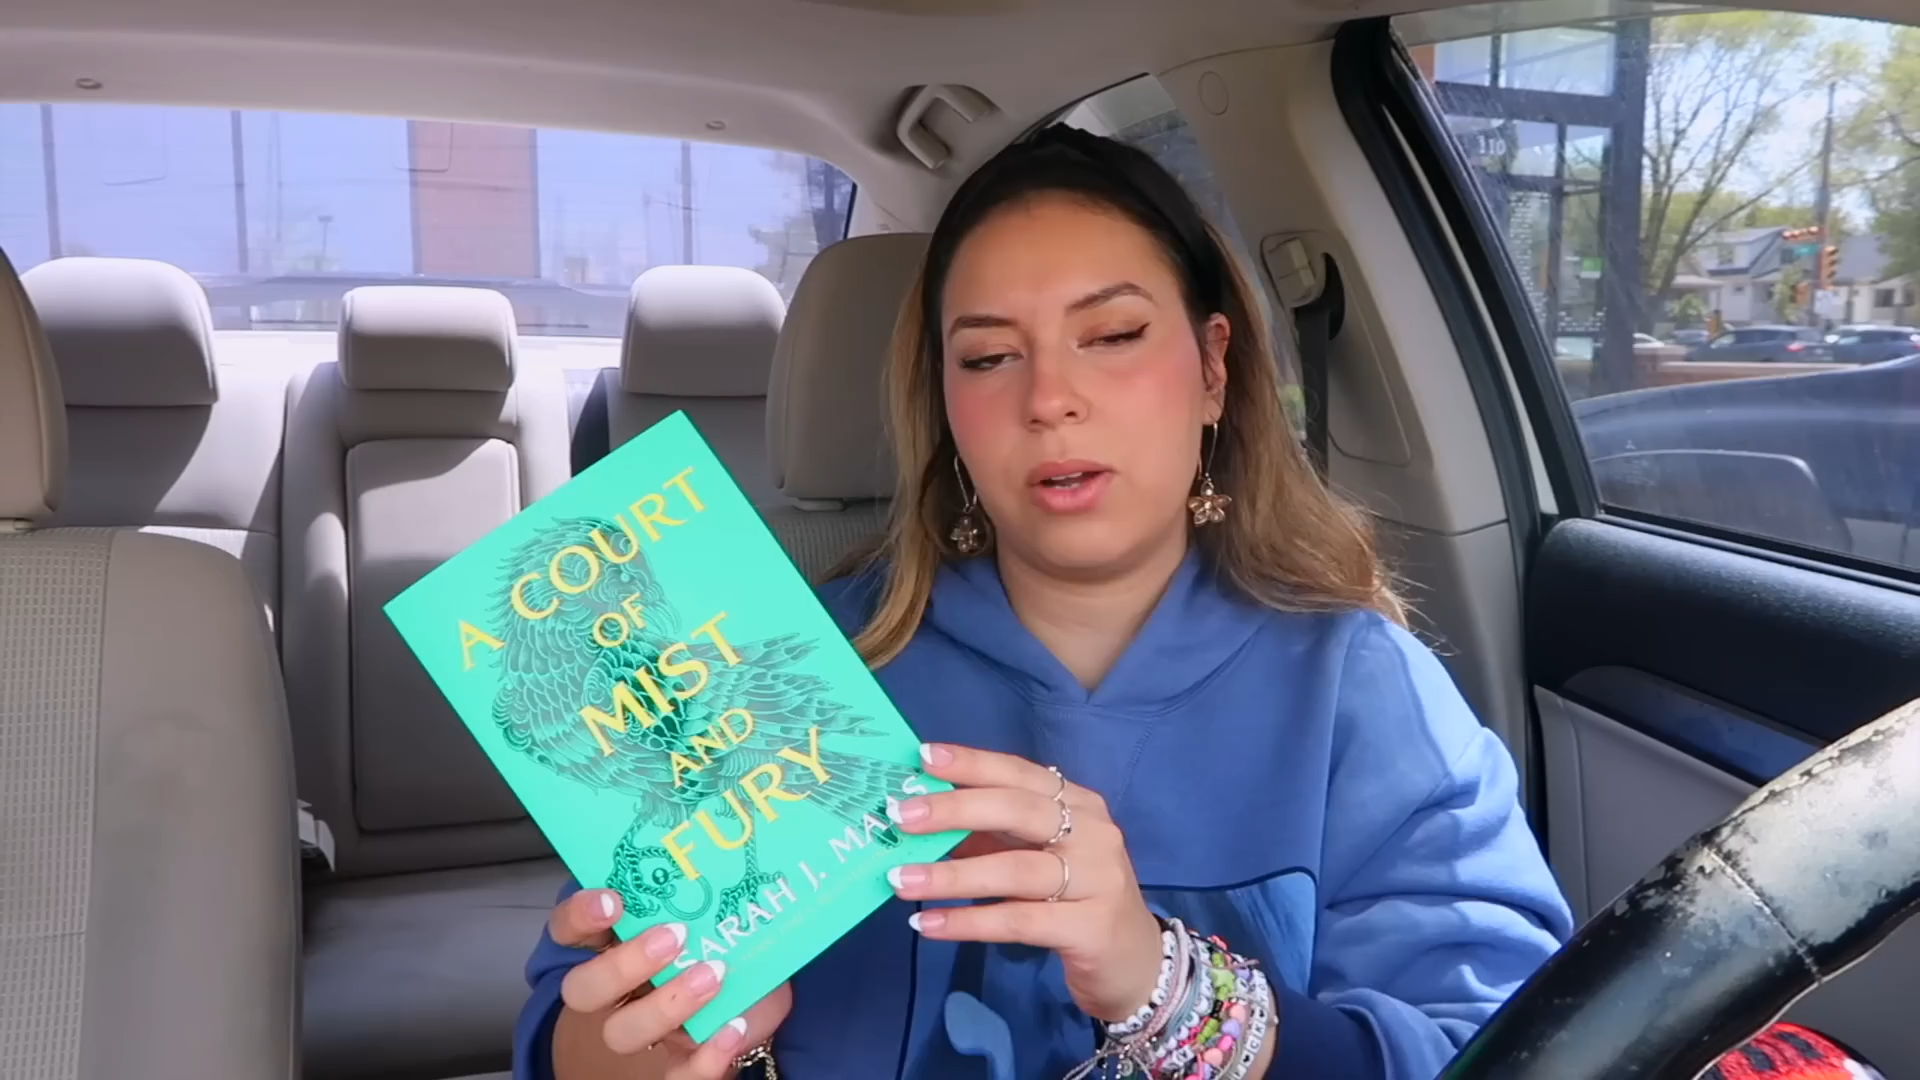 A COURT
OF
MIST
AND
FURY
SARAH J. MAAS